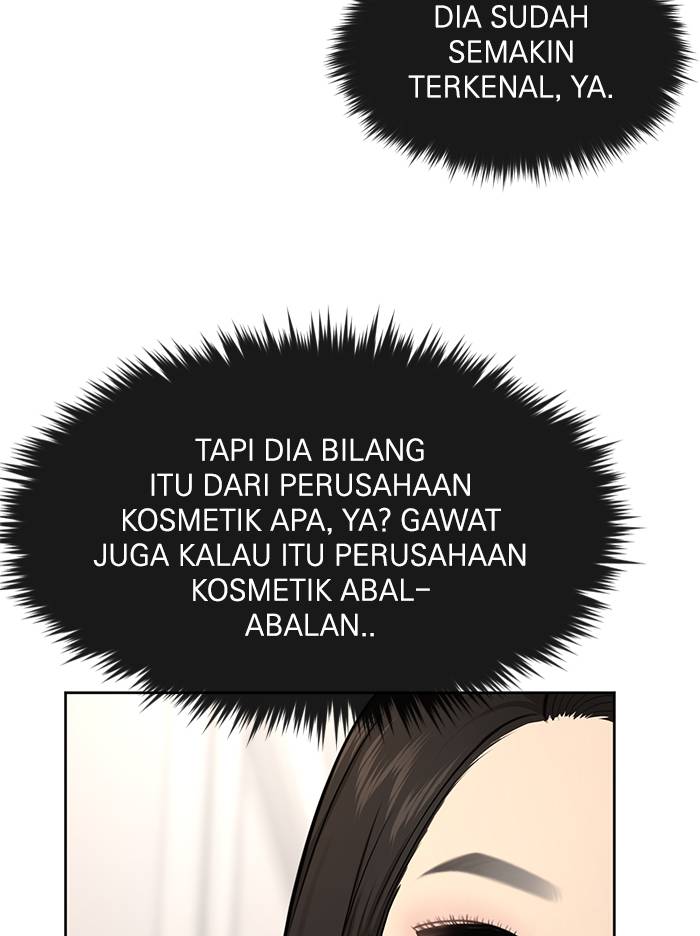 DIA SUDAH
SEMAKIN
TERKENAL, YA.
TAPI DIA BILANG
ITU DARI PERUSAHAAN
KOSMETIK APA, YA? GAWAT
JUGA KALAU ITU PERUSAHAAN
KOSMETIK ABAL-
ABALAN..